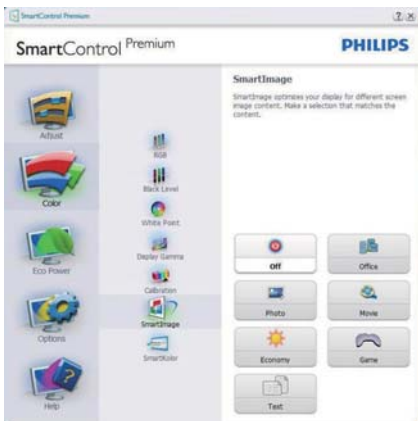 SmartControl Premium
SmartControl Premium
PHILIPS
Adjust
Color
Eco Power
Options
Help
RGB
Black Level
White Point
Display Gamma
Calibration
SmartImage
SmartKolor
SmartImage
SmartImage optimizes your display for different screen
image content. Make a selection that matches the
content.
Off
Office
Photo
Movie
Economy
Game
Text